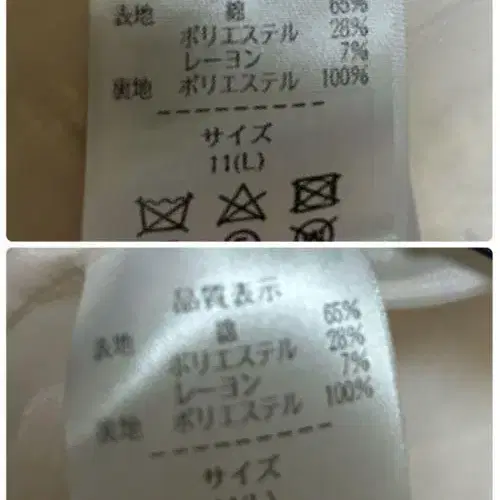 表地 綿 65%
ポリエステル 28%
レーヨン 7%
裏地 ポリエステル 100%
サイズ
11(L)
品質表示
表地 綿 65%
ポリエステル 28%
レーヨン 7%
裏地 ポリエステル 100%
サイズ